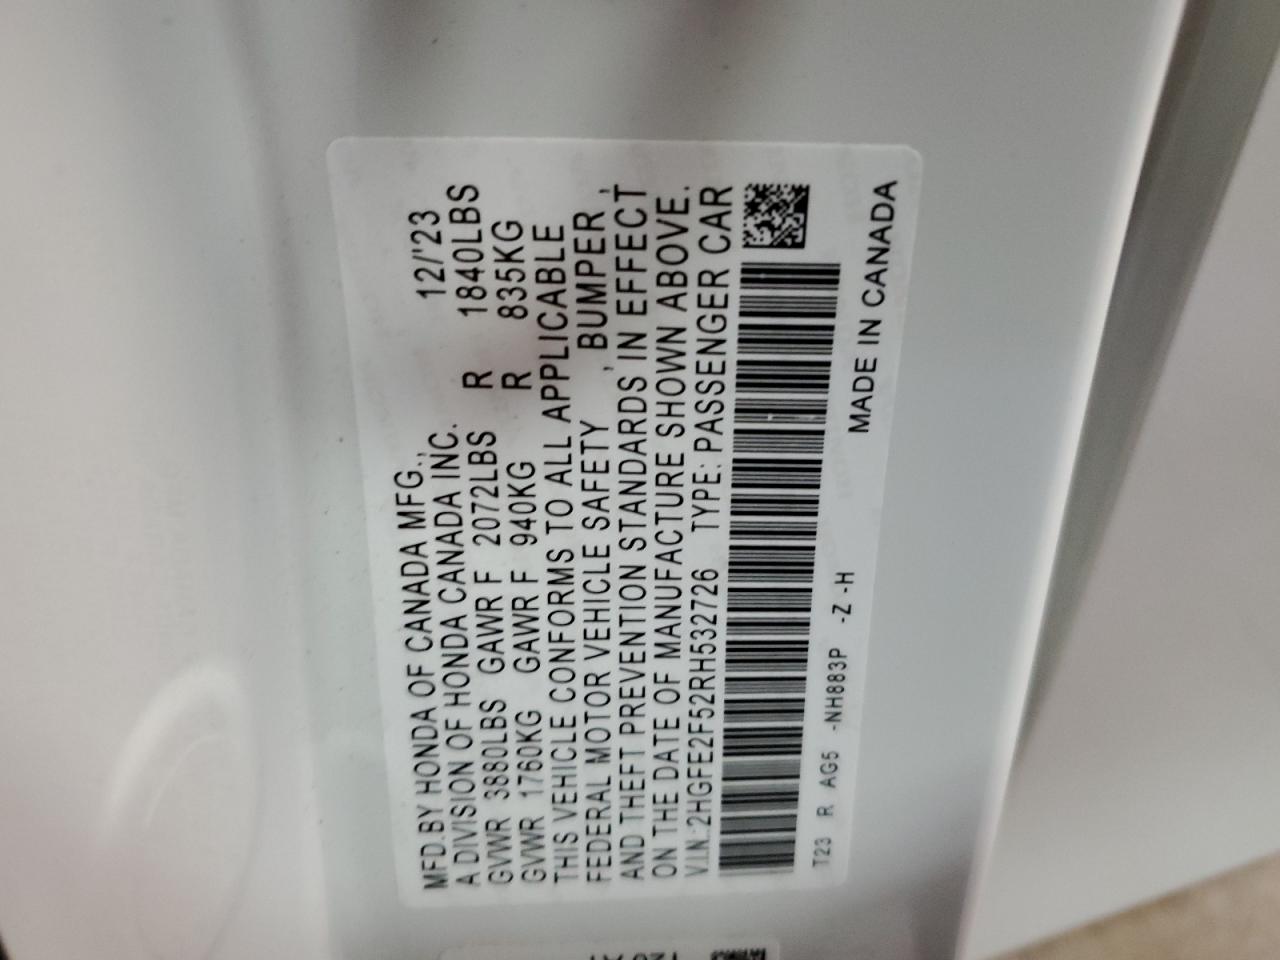 MFD.BY HONDA OF CANADA MFG.,
A DIVISION OF HONDA CANADA INC. 12/'23
GVWR 3880LBS GAWR F 2072LBS R 1840LBS
GVWR 1760KG GAWR F 940KG R 835KG
THIS VEHICLE CONFORMS TO ALL APPLICABLE
FEDERAL MOTOR VEHICLE SAFETY , BUMPER ,
AND THEFT PREVENTION STANDARDS IN EFFECT
ON THE DATE OF MANUFACTURE SHOWN ABOVE.
V.I.N.:2HGFE2F52RH532726 TYPE: PASSENGER CAR
T23 R AG5 -NH883P -Z -H
MADE IN CANADA